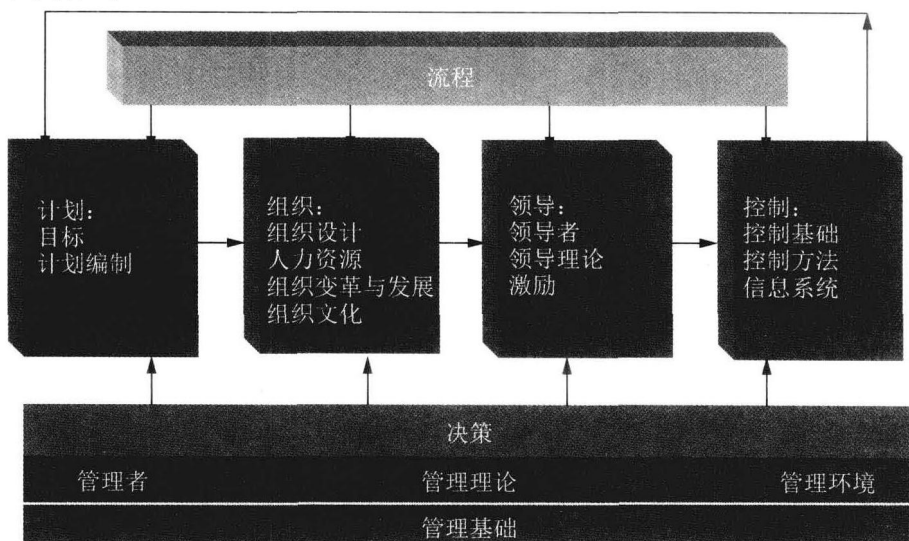 流程
计划：
目标
计划编制
组织：
组织设计
人力资源
组织变革与发展
组织文化
领导：
领导者
领导理论
激励
控制：
控制基础
控制方法
信息系统
决策
管理者 管理理论 管理环境
管理基础